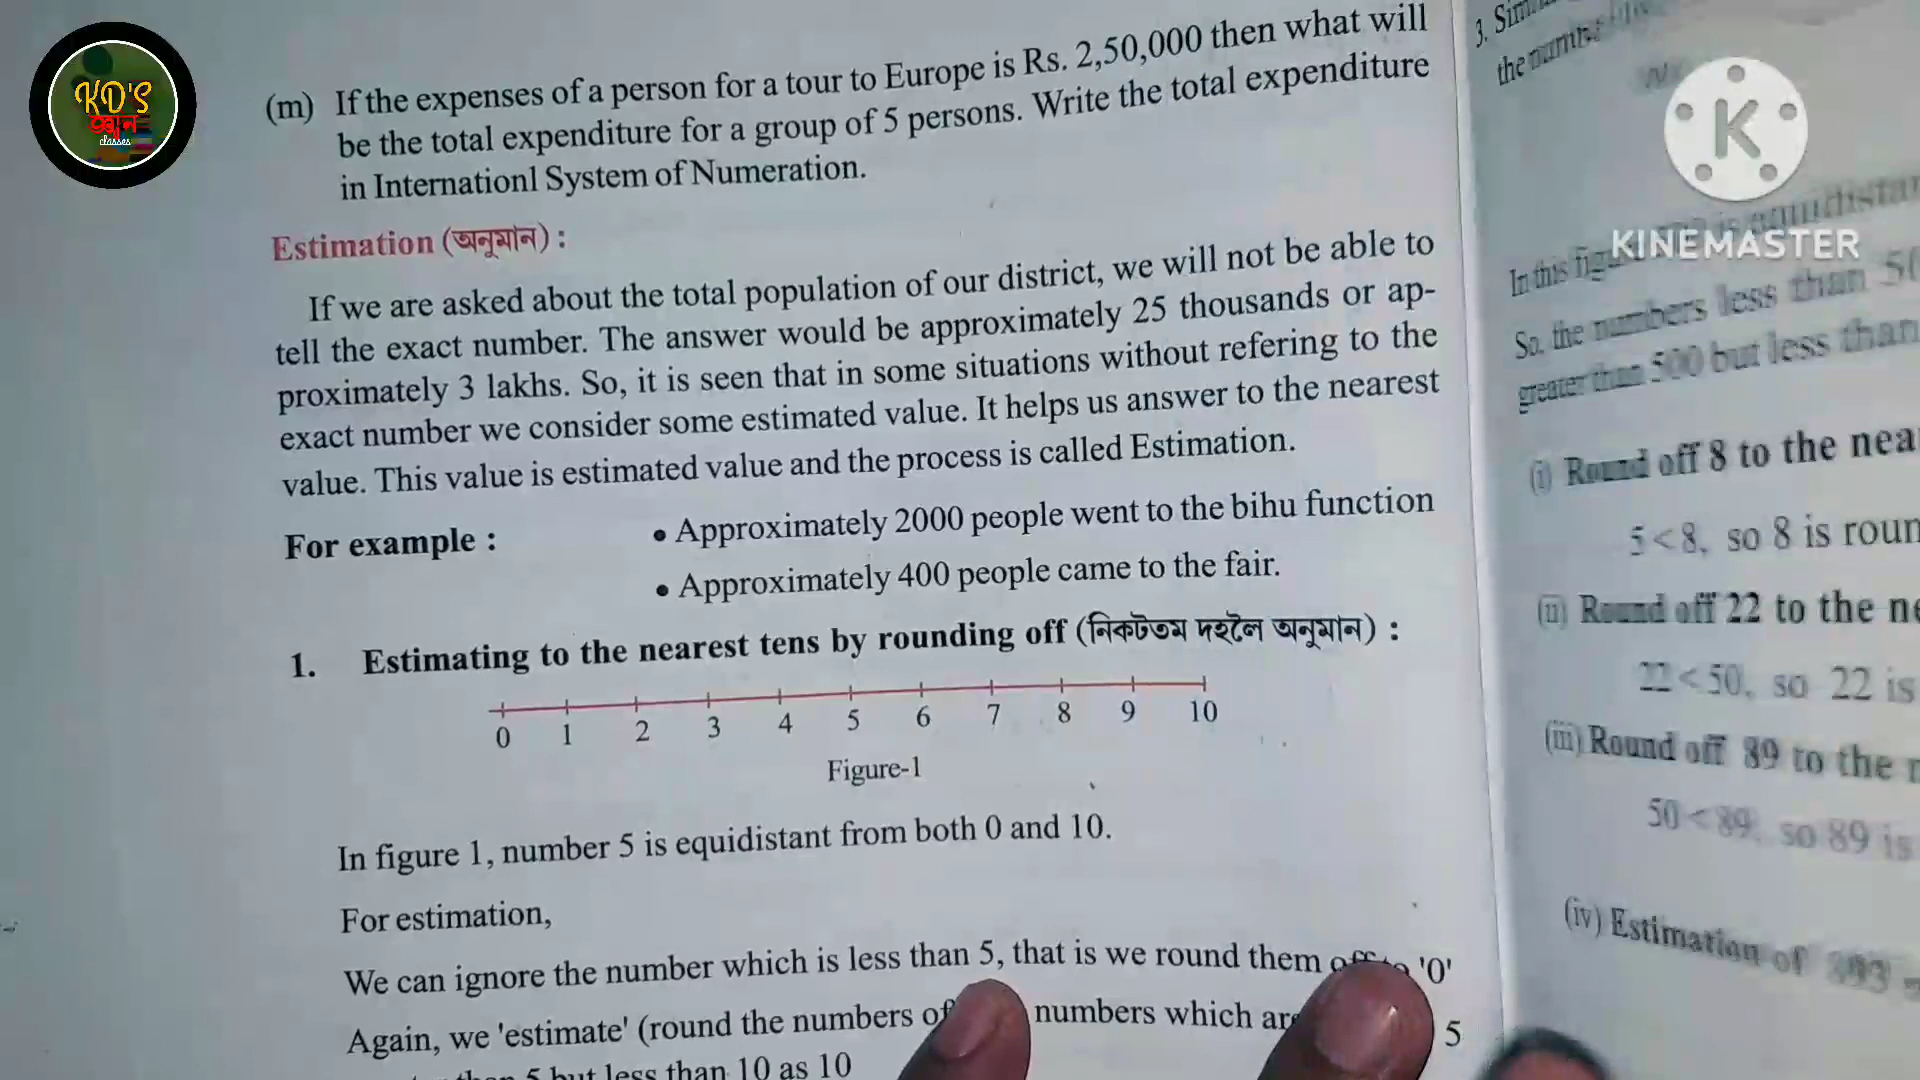 KD'S
জ্ঞান
classes
(m) If the expenses of a person for a tour to Europe is Rs. 2,50,000 then what will
be the total expenditure for a group of 5 persons. Write the total expenditure
in Internationl System of Numeration.
Estimation (অনুমান) :
If we are asked about the total population of our district, we will not be able to
tell the exact number. The answer would be approximately 25 thousands or ap-
proximately 3 lakhs. So, it is seen that in some situations without refering to the
exact number we consider some estimated value. It helps us answer to the nearest
value. This value is estimated value and the process is called Estimation.
For example : • Approximately 2000 people went to the bihu function
• Approximately 400 people came to the fair.
1. Estimating to the nearest tens by rounding off (নিকটতম দহলৈ অনুমান) :
0 1 2 3 4 5 6 7 8 9 10
Figure-1
In figure 1, number 5 is equidistant from both 0 and 10.
For estimation,
We can ignore the number which is less than 5, that is we round them off to '0'
Again, we 'estimate' (round the numbers of numbers which are 5
than 5 but less than 10 as 10
3.
the
K
KINEMASTER
In this
So, the numbers less than
greater than 500 but less than
(i) Round off 8 to the
5 < 8, so 8 is
(ii) Round off 22 to the
22 < 50, so 22 is
(iii) Round off 89 to the
50 < 89, so 89 is
(iv) Estimation of